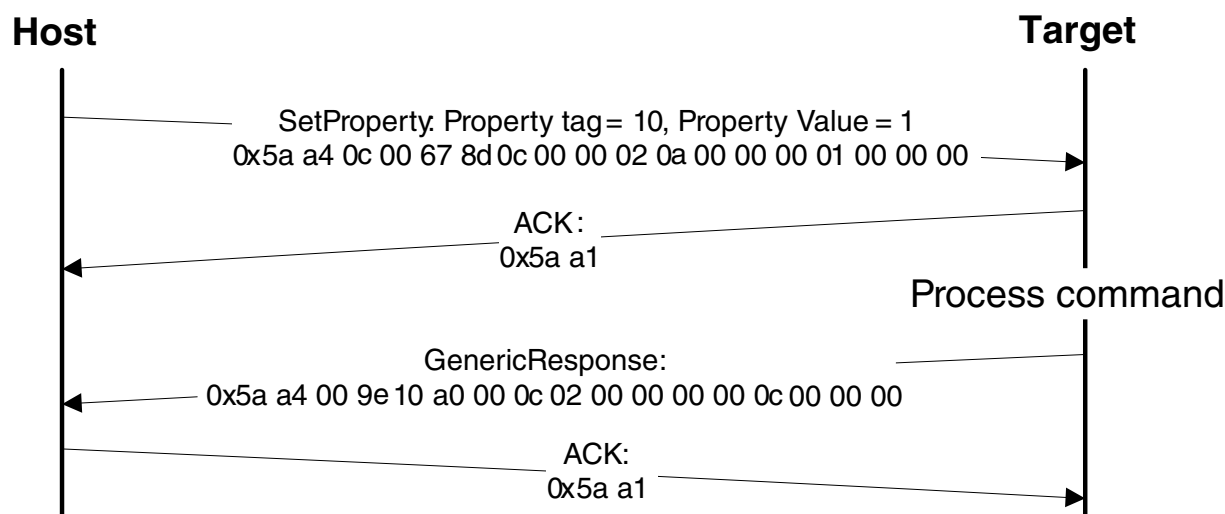 Host
Target
SetProperty: Property tag = 10, Property Value = 1
0x5a a4 0c 00 67 8d 0c 00 00 02 0a 00 00 00 01 00 00 00
ACK:
0x5a a1
Process command
GenericResponse:
0x5a a4 00 9e 10 a0 00 0c 02 00 00 00 00 0c 00 00 00
ACK:
0x5a a1